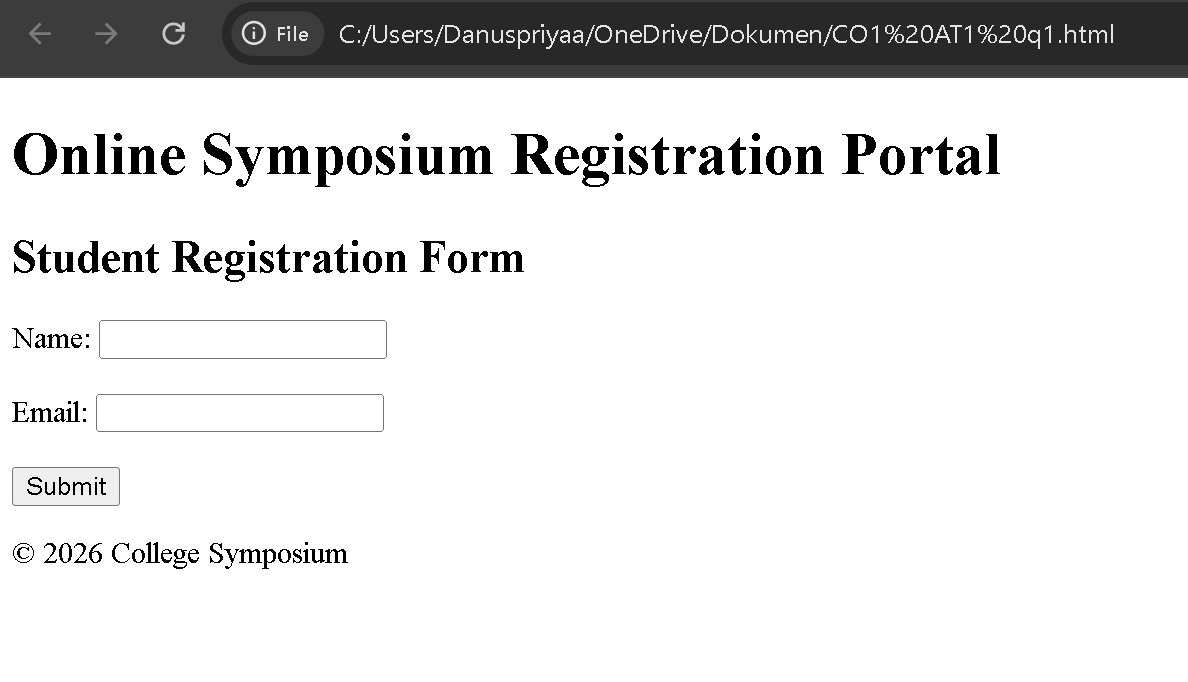 File C:/Users/Danuspriyaa/OneDrive/Dokumen/CO1%20AT1%20q1.html
Online Symposium Registration Portal
Student Registration Form
Name:
Email:
Submit
© 2026 College Symposium